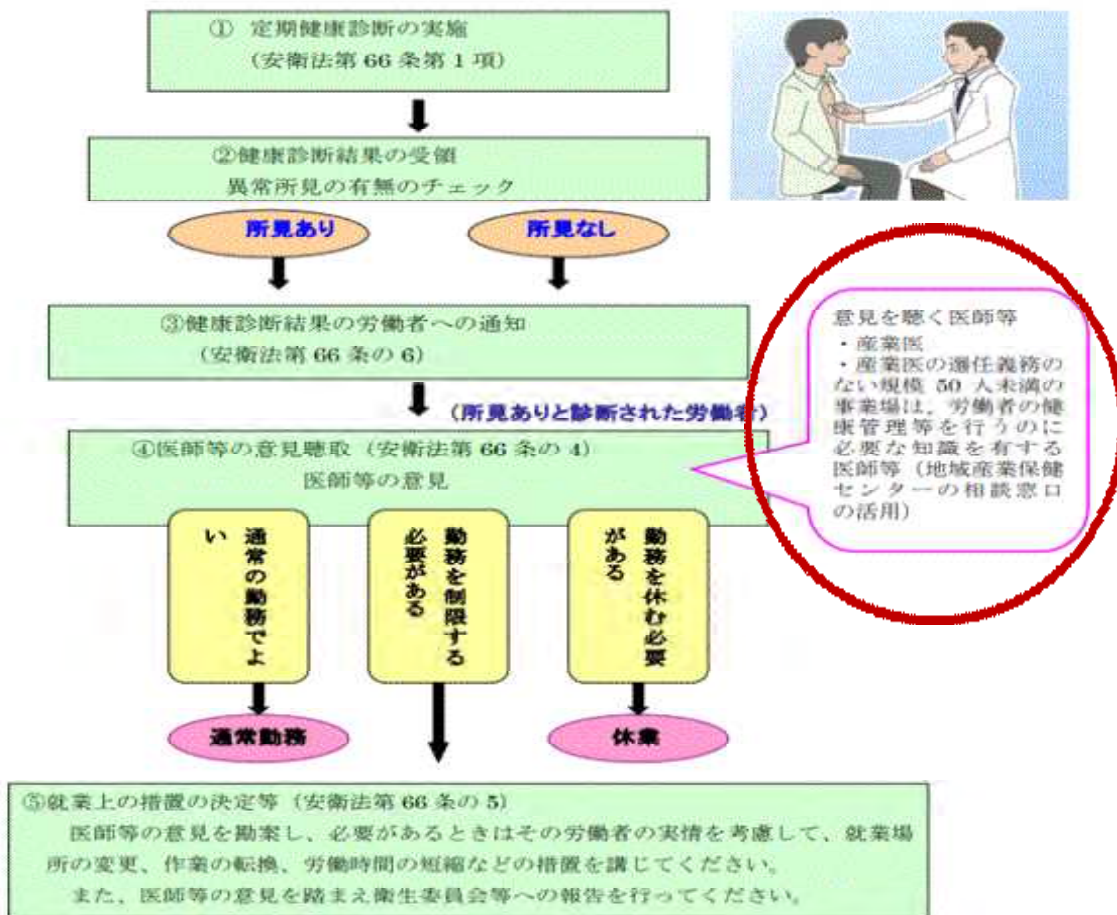 ① 定期健康診断の実施
(安衛法第 66 条第 1 項)
②健康診断結果の受領
異常所見の有無のチェック
所見あり
所見なし
③健康診断結果の労働者への通知
(安衛法第 66 条の 6)
(所見ありと診断された労働者)
④医師等の意見聴取 (安衛法第 66 条の 4)
医師等の意見
意見を聴く医師等
・産業医
・産業医の選任義務の
ない規模 50 人未満の
事業場は、労働者の健
康管理等を行うのに
必要な知識を有する
医師等 (地域産業保健
センターの相談窓口
の活用)
通常の勤務でよ
い
勤務を制限する
必要がある
勤務を休む必要
がある
通常勤務
休業
⑤就業上の措置の決定等 (安衛法第 66 条の 5)
医師等の意見を勘案し、必要があるときはその労働者の実情を考慮して、就業場
所の変更、作業の転換、労働時間の短縮などの措置を講じてください。
また、医師等の意見を踏まえ衛生委員会等への報告を行ってください。